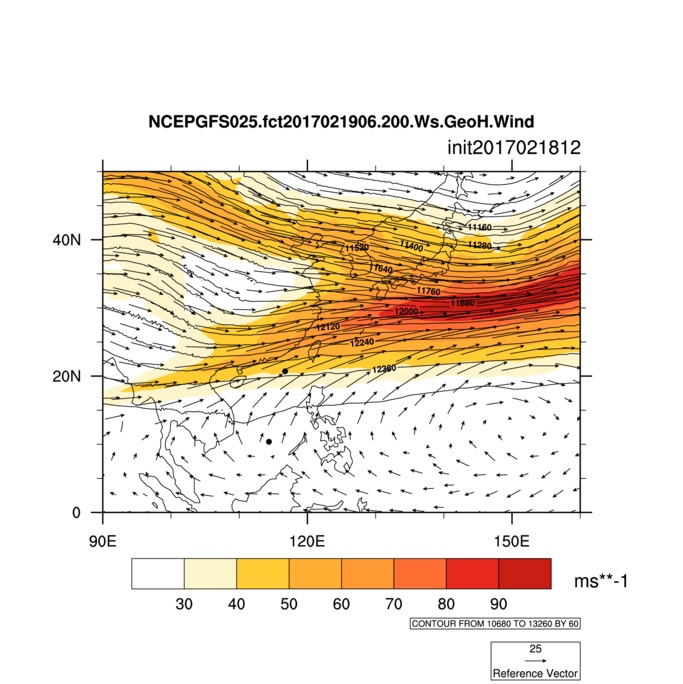 NCEPGFS025.fct2017021906.200.Ws.GeoH.Wind
init2017021812
11160
40N
11520
11400
11280
11640
11760
11880
12000
12120
12240
20N
12360
0
90E
120E
150E
ms**-1
30 40 50 60 70 80 90
CONTOUR FROM 10680 TO 13260 BY 60
25
Reference Vector